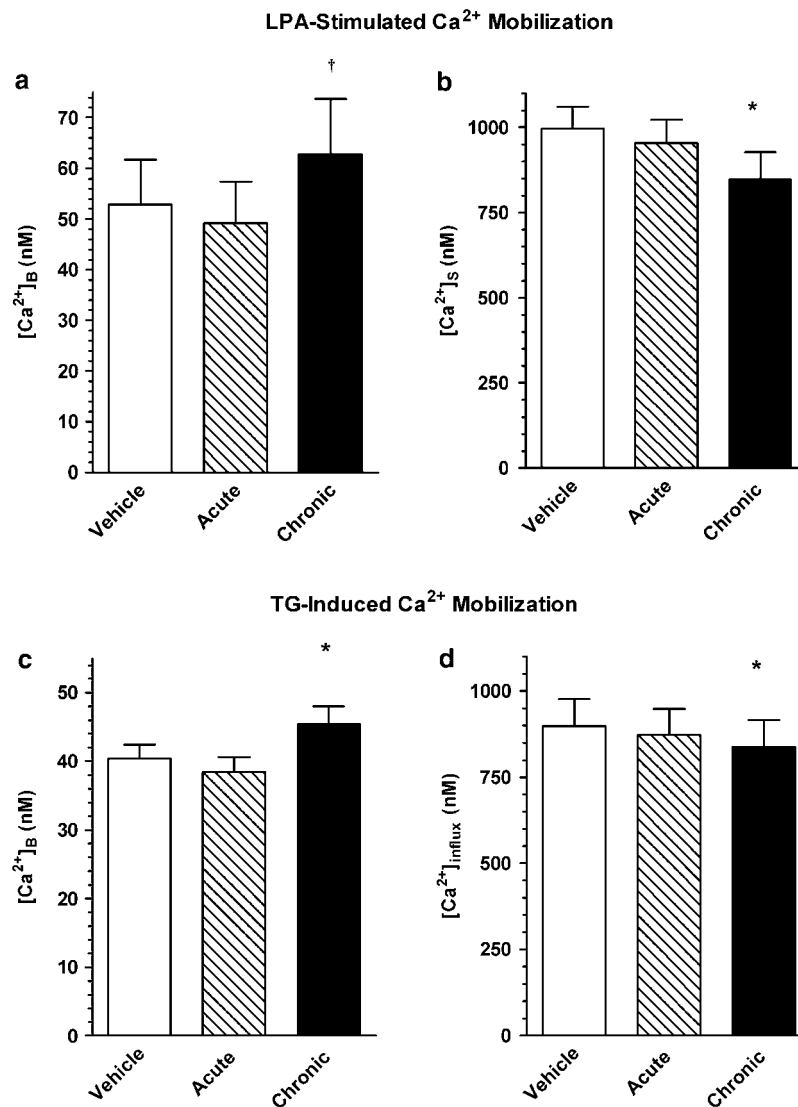 LPA-Stimulated Ca2+ Mobilization
a
†
[Ca2+]B (nM)
70
60
50
40
30
20
10
0
Vehicle
Acute
Chronic
b
*
[Ca2+]S (nM)
1000
750
500
250
0
Vehicle
Acute
Chronic
TG-Induced Ca2+ Mobilization
c
*
[Ca2+]B (nM)
50
40
30
20
10
0
Vehicle
Acute
Chronic
d
*
[Ca2+]influx (nM)
1000
750
500
250
0
Vehicle
Acute
Chronic